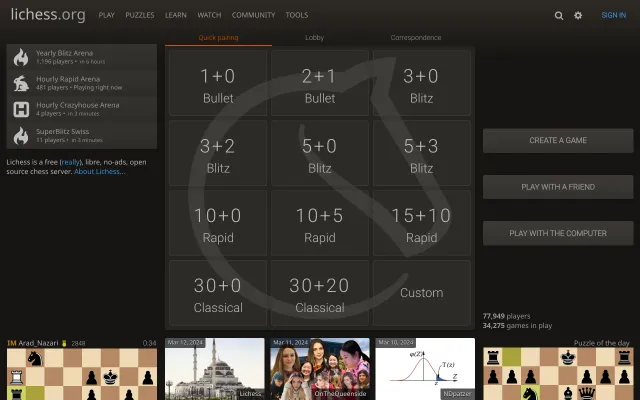 lichess.org PLAY PUZZLES LEARN WATCH COMMUNITY TOOLS SIGN IN
Quick pairing Lobby Correspondence
Yearly Blitz Arena
1,196 players • in 6 hours
Hourly Rapid Arena
481 players • Playing right now
Hourly Crazyhouse Arena
4 players • in 3 minutes
SuperBlitz Swiss
11 players • in 3 minutes
Lichess is a free (really), libre, no-ads, open
source chess server. About Lichess...
1+0
Bullet
2+1
Bullet
3+0
Blitz
3+2
Blitz
5+0
Blitz
5+3
Blitz
10+0
Rapid
10+5
Rapid
15+10
Rapid
30+0
Classical
30+20
Classical
Custom
CREATE A GAME
PLAY WITH A FRIEND
PLAY WITH THE COMPUTER
77,949 players
34,275 games in play
IM Arad_Nazari 2848 0:34
Mar 12, 2024
Lichess
Mar 11, 2024
OnTheQueenside
Mar 10, 2024
φ(Z)
T(x)
z
Z
NDpatzer
Puzzle of the day